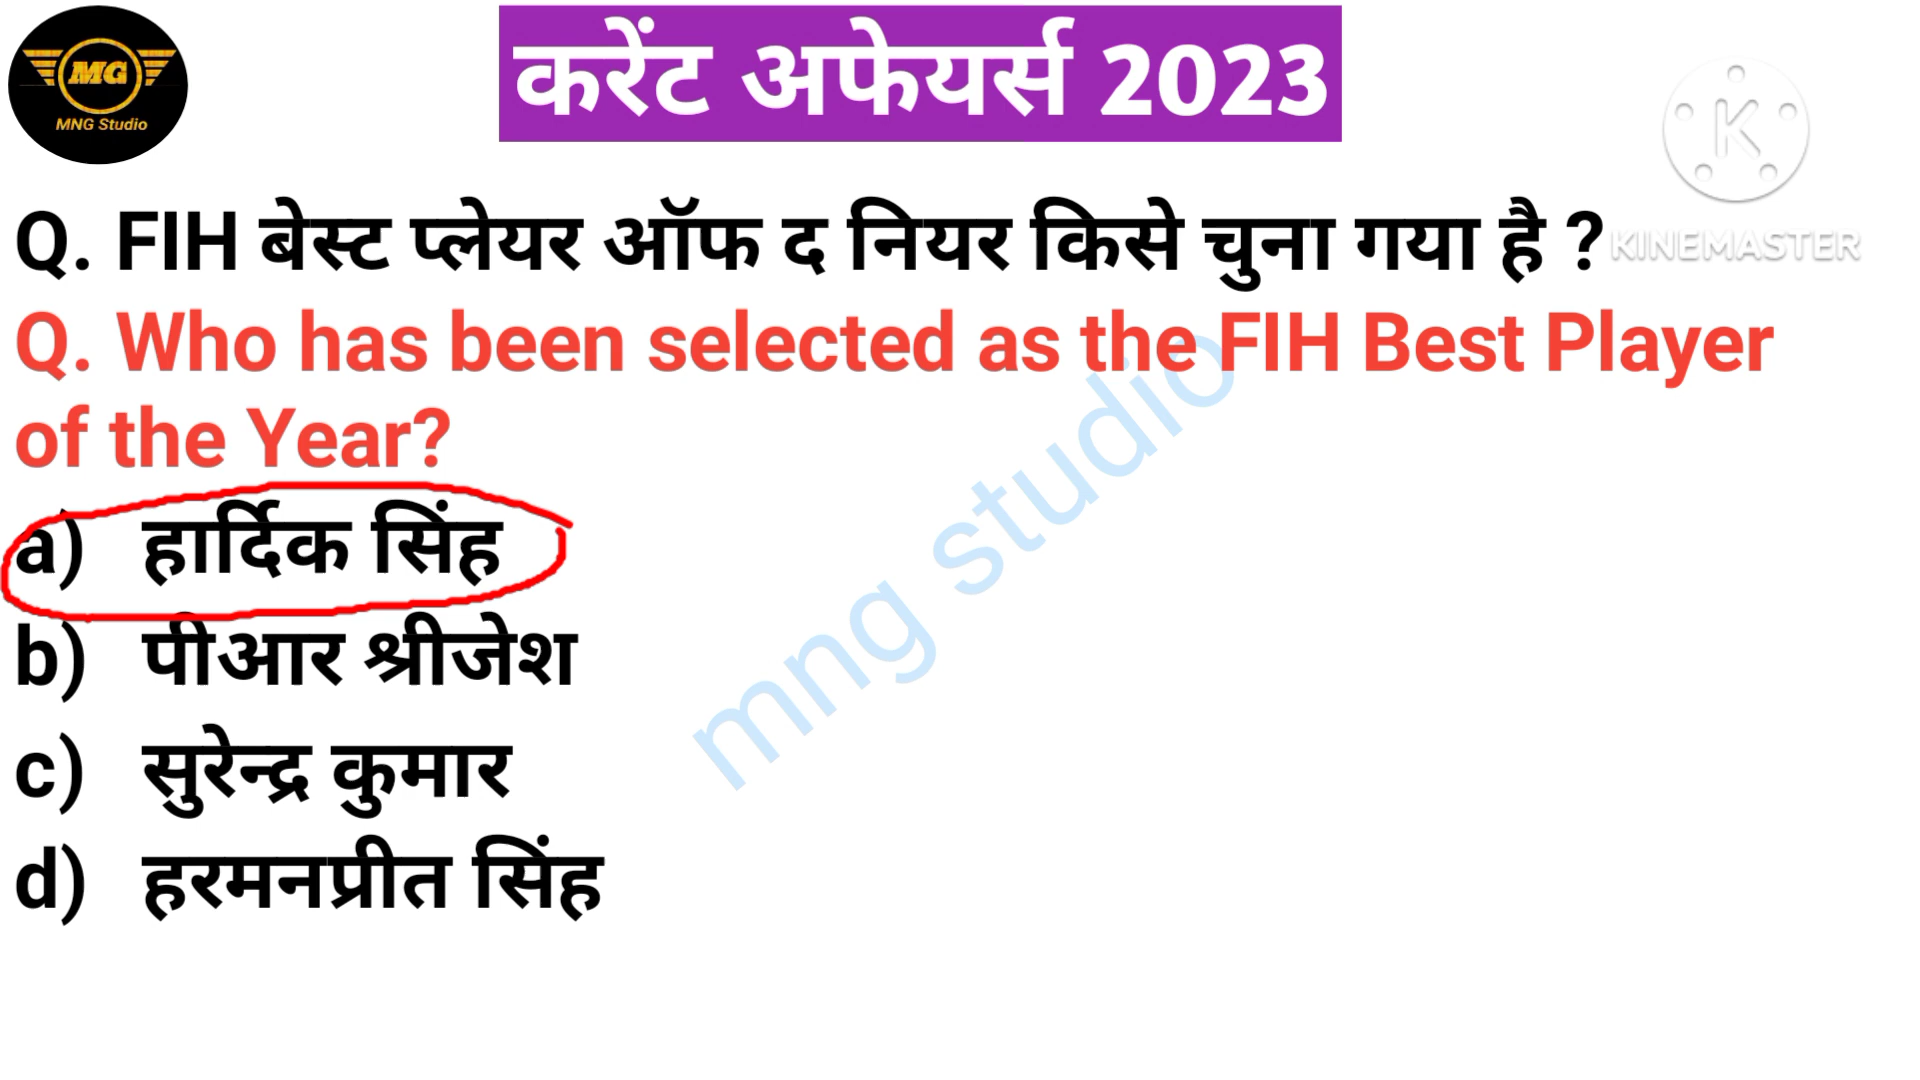 MG
MNG Studio
करेंट अफेयर्स 2023
K
KINEMASTER
Q. FIH बेस्ट प्लेयर ऑफ द नियर किसे चुना गया है ?
Q. Who has been selected as the FIH Best Player
of the Year?
a) हार्दिक सिंह
b) पीआर श्रीजेश
c) सुरेन्द्र कुमार
d) हरमनप्रीत सिंह
mng studio